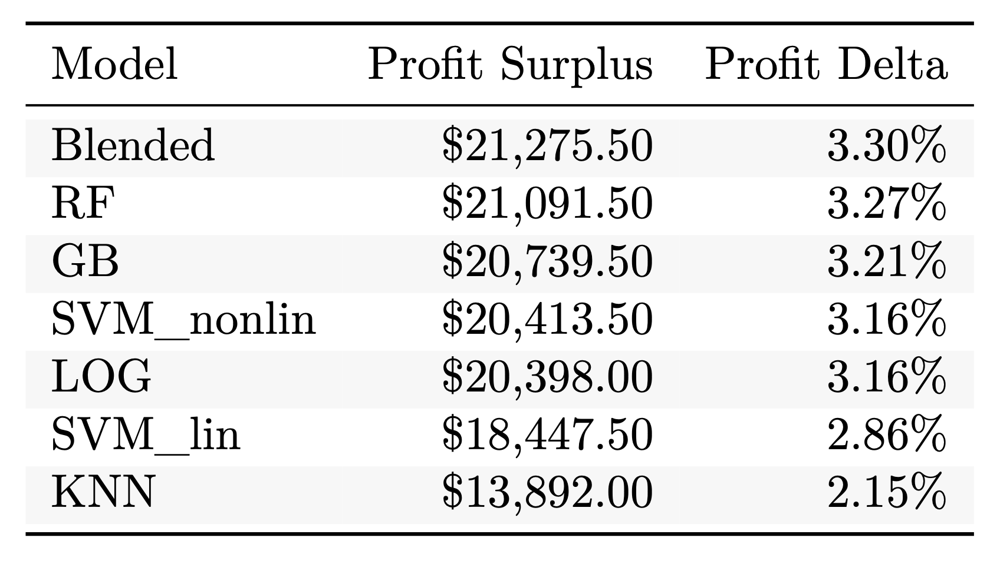 Model Profit Surplus Profit Delta
Blended $21,275.50 3.30%
RF $21,091.50 3.27%
GB $20,739.50 3.21%
SVM_nonlin $20,413.50 3.16%
LOG $20,398.00 3.16%
SVM_lin $18,447.50 2.86%
KNN $13,892.00 2.15%